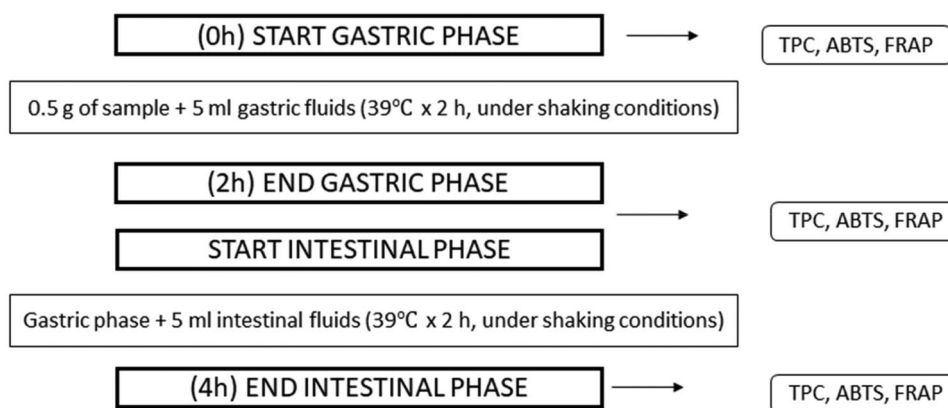 (0h) START GASTRIC PHASE
TPC, ABTS, FRAP
0.5 g of sample + 5 ml gastric fluids (39℃ x 2 h, under shaking conditions)
(2h) END GASTRIC PHASE
TPC, ABTS, FRAP
START INTESTINAL PHASE
Gastric phase + 5 ml intestinal fluids (39℃ x 2 h, under shaking conditions)
(4h) END INTESTINAL PHASE
TPC, ABTS, FRAP